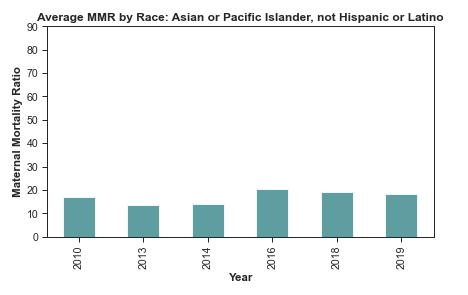 Average MMR by Race: Asian or Pacific Islander, not Hispanic or Latino
90
80
70
60
50
40
30
20
10
0
Maternal Mortality Ratio
2010 2013 2014 2016 2018 2019
Year